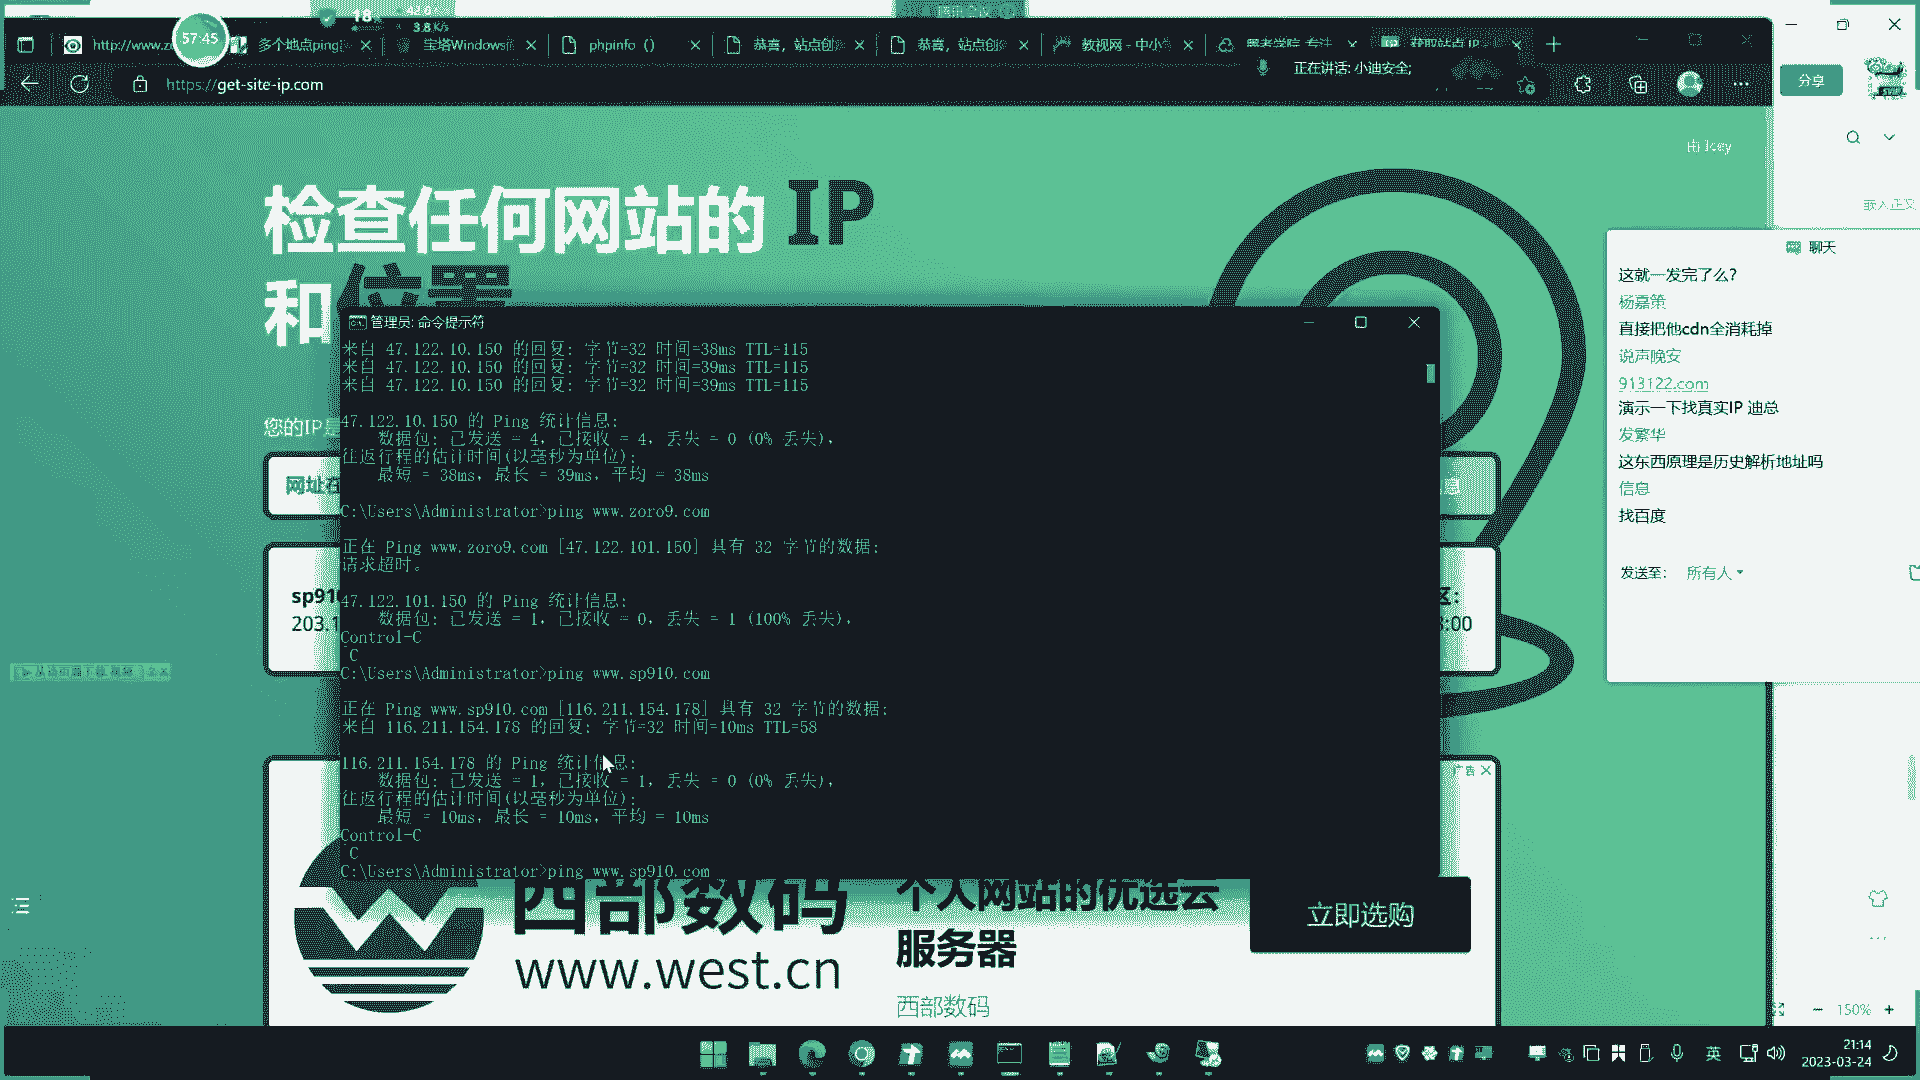 57:45
http://www.z
多个地点ping
宝塔Windows
phpinfo ()
恭喜，站点创
恭喜，站点创
教视网 - 中小
获取站点 IP
https://get-site-ip.com
正在讲话: 小迪安全;
分享
由 Icey
检查任何网站的 IP
和位置
嵌入正文
您的IP是
网址在
sp91
203.1
管理员: 命令提示符
来自 47.122.10.150 的回复: 字节=32 时间=38ms TTL=115
来自 47.122.10.150 的回复: 字节=32 时间=39ms TTL=115
来自 47.122.10.150 的回复: 字节=32 时间=39ms TTL=115
47.122.10.150 的 Ping 统计信息:
数据包: 已发送 = 4，已接收 = 4，丢失 = 0 (0% 丢失)，
往返行程的估计时间(以毫秒为单位):
最短 = 38ms，最长 = 39ms，平均 = 38ms
C:\Users\Administrator>ping www.zoro9.com
正在 Ping www.zoro9.com [47.122.101.150] 具有 32 字节的数据:
请求超时。
47.122.101.150 的 Ping 统计信息:
数据包: 已发送 = 1，已接收 = 0，丢失 = 1 (100% 丢失)，
Control-C
^C
C:\Users\Administrator>ping www.sp910.com
正在 Ping www.sp910.com [116.211.154.178] 具有 32 字节的数据:
来自 116.211.154.178 的回复: 字节=32 时间=10ms TTL=58
116.211.154.178 的 Ping 统计信息:
数据包: 已发送 = 1，已接收 = 1，丢失 = 0 (0% 丢失)，
往返行程的估计时间(以毫秒为单位):
最短 = 10ms，最长 = 10ms，平均 = 10ms
Control-C
^C
C:\Users\Administrator>ping www.sp910.com
息
区:
:00
广告
西部数码
www.west.cn
个人网站的优选云
服务器
西部数码
立即选购
聊天
这就一发完了么?
杨嘉策
直接把他cdn全消耗掉
说声晚安
913122.com
演示一下找真实IP 迪总
发繁华
这东西原理是历史解析地址吗
信息
找百度
发送至: 所有人
150%
英
21:14
2023-03-24